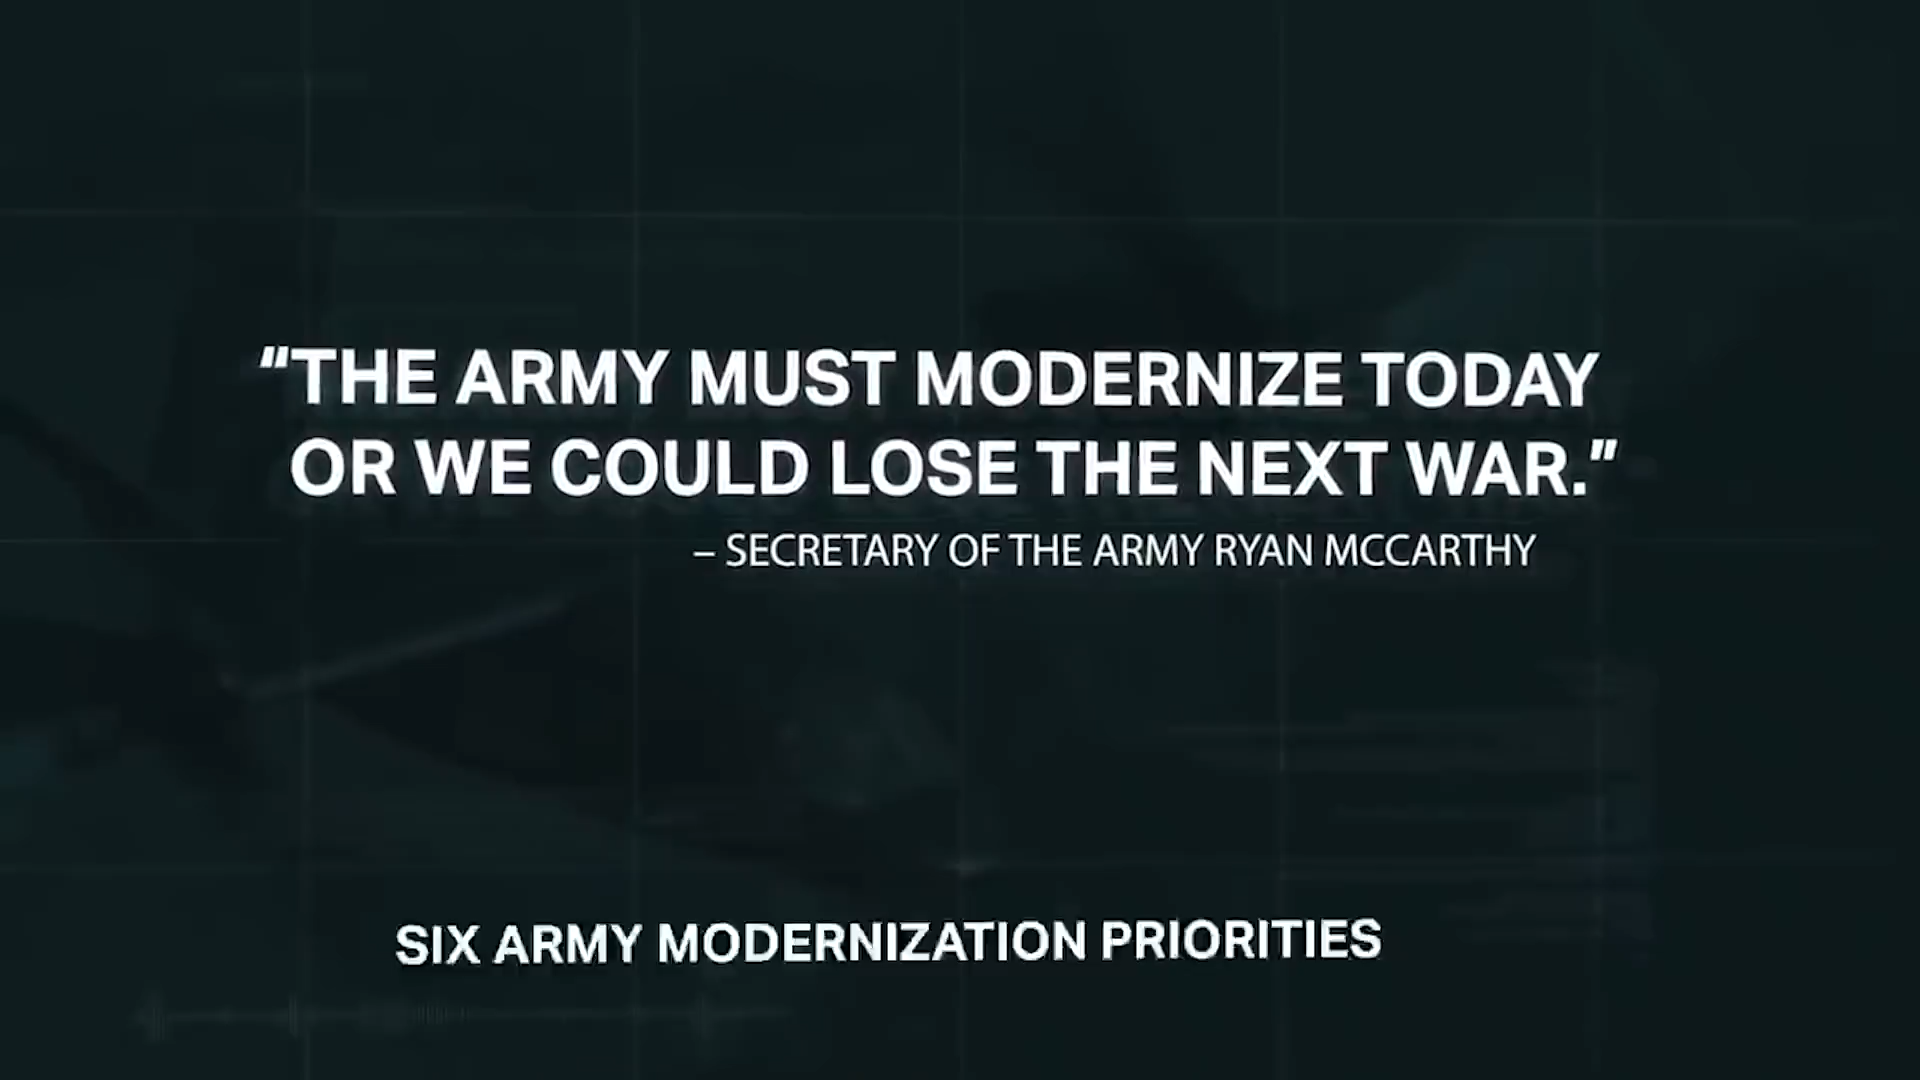 “THE ARMY MUST MODERNIZE TODAY
OR WE COULD LOSE THE NEXT WAR.”
– SECRETARY OF THE ARMY RYAN MCCARTHY
SIX ARMY MODERNIZATION PRIORITIES